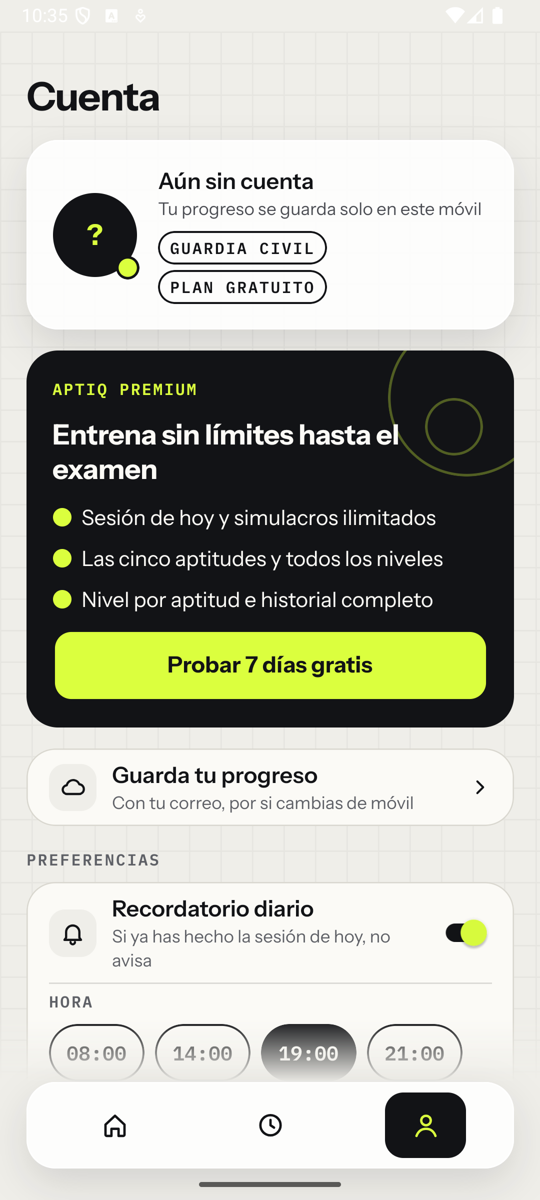 10:35
Cuenta
?
Aún sin cuenta
Tu progreso se guarda solo en este móvil
GUARDIA CIVIL
PLAN GRATUITO
APTIQ PREMIUM
Entrena sin límites hasta el
examen
Sesión de hoy y simulacros ilimitados
Las cinco aptitudes y todos los niveles
Nivel por aptitud e historial completo
Probar 7 días gratis
Guarda tu progreso
Con tu correo, por si cambias de móvil
PREFERENCIAS
Recordatorio diario
Si ya has hecho la sesión de hoy, no
avisa
HORA
08:00 14:00 19:00 21:00